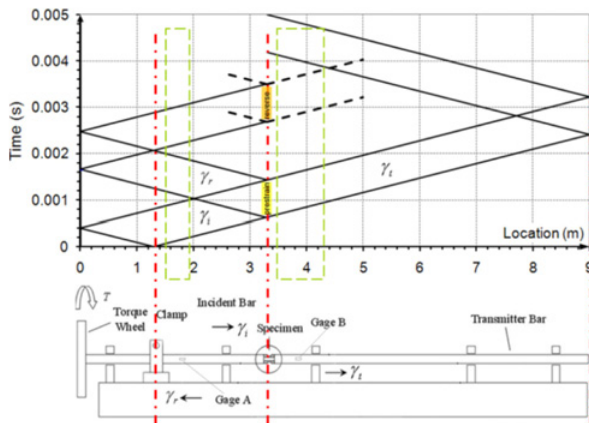 0.005
0.004
0.003
0.002
0.001
0
Time (s)
reverse
prestrain
γr
γi
γt
Location (m)
0 1 2 3 4 5 6 7 8 9
τ
Torque Wheel
Clamp
Incident Bar
γi
Specimen
Gage B
Transmitter Bar
γr
Gage A
γt